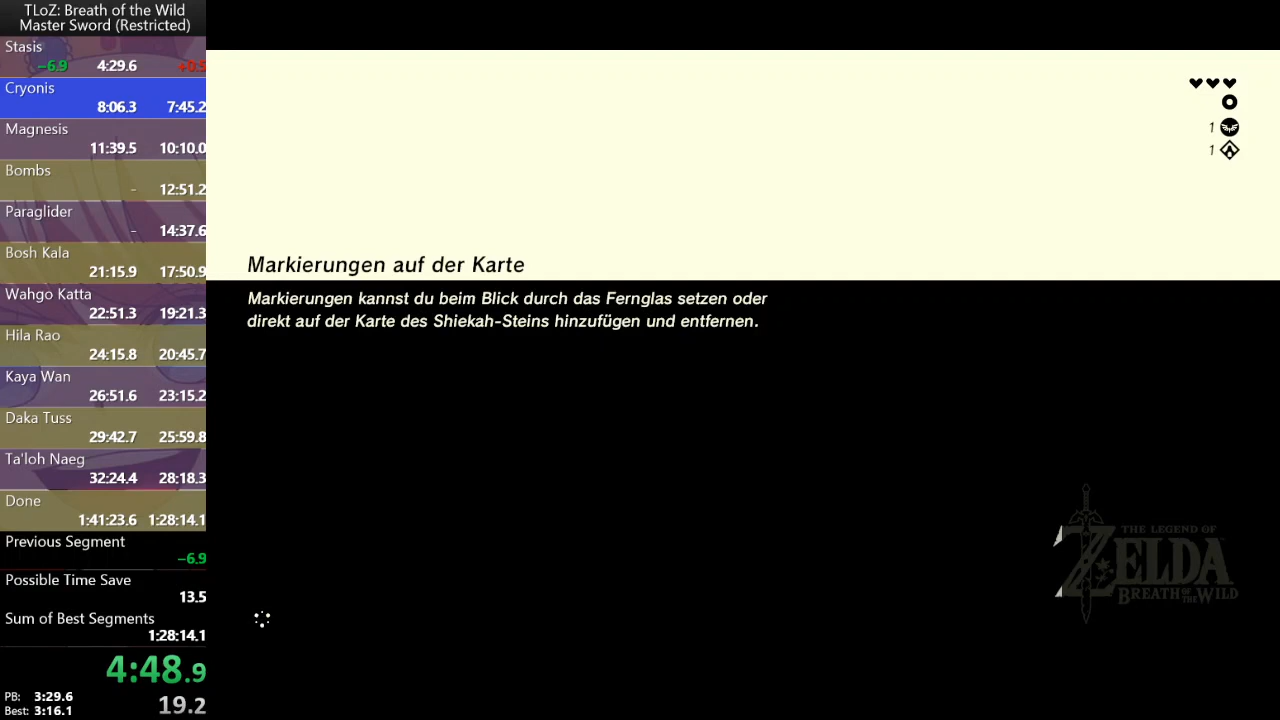 TLoZ: Breath of the Wild
Master Sword (Restricted)
Stasis
-6.9 4:29.6 +0.5
Cryonis
8:06.3 7:45.2
Magnesis
11:39.5 10:10.0
Bombs
- 12:51.2
Paraglider
- 14:37.6
Bosh Kala
21:15.9 17:50.9
Wahgo Katta
22:51.3 19:21.3
Hila Rao
24:15.8 20:45.7
Kaya Wan
26:51.6 23:15.2
Daka Tuss
29:42.7 25:59.8
Ta'loh Naeg
32:24.4 28:18.3
Done
1:41:23.6 1:28:14.1
Previous Segment
-6.9
Possible Time Save
13.5
Sum of Best Segments
1:28:14.1
4:48.9
PB: 3:29.6
Best: 3:16.1
19.2
1
1
Markierungen auf der Karte
Markierungen kannst du beim Blick durch das Fernglas setzen oder
direkt auf der Karte des Shiekah-Steins hinzufügen und entfernen.
THE LEGEND OF
ZELDA
BREATH OF THE WILD